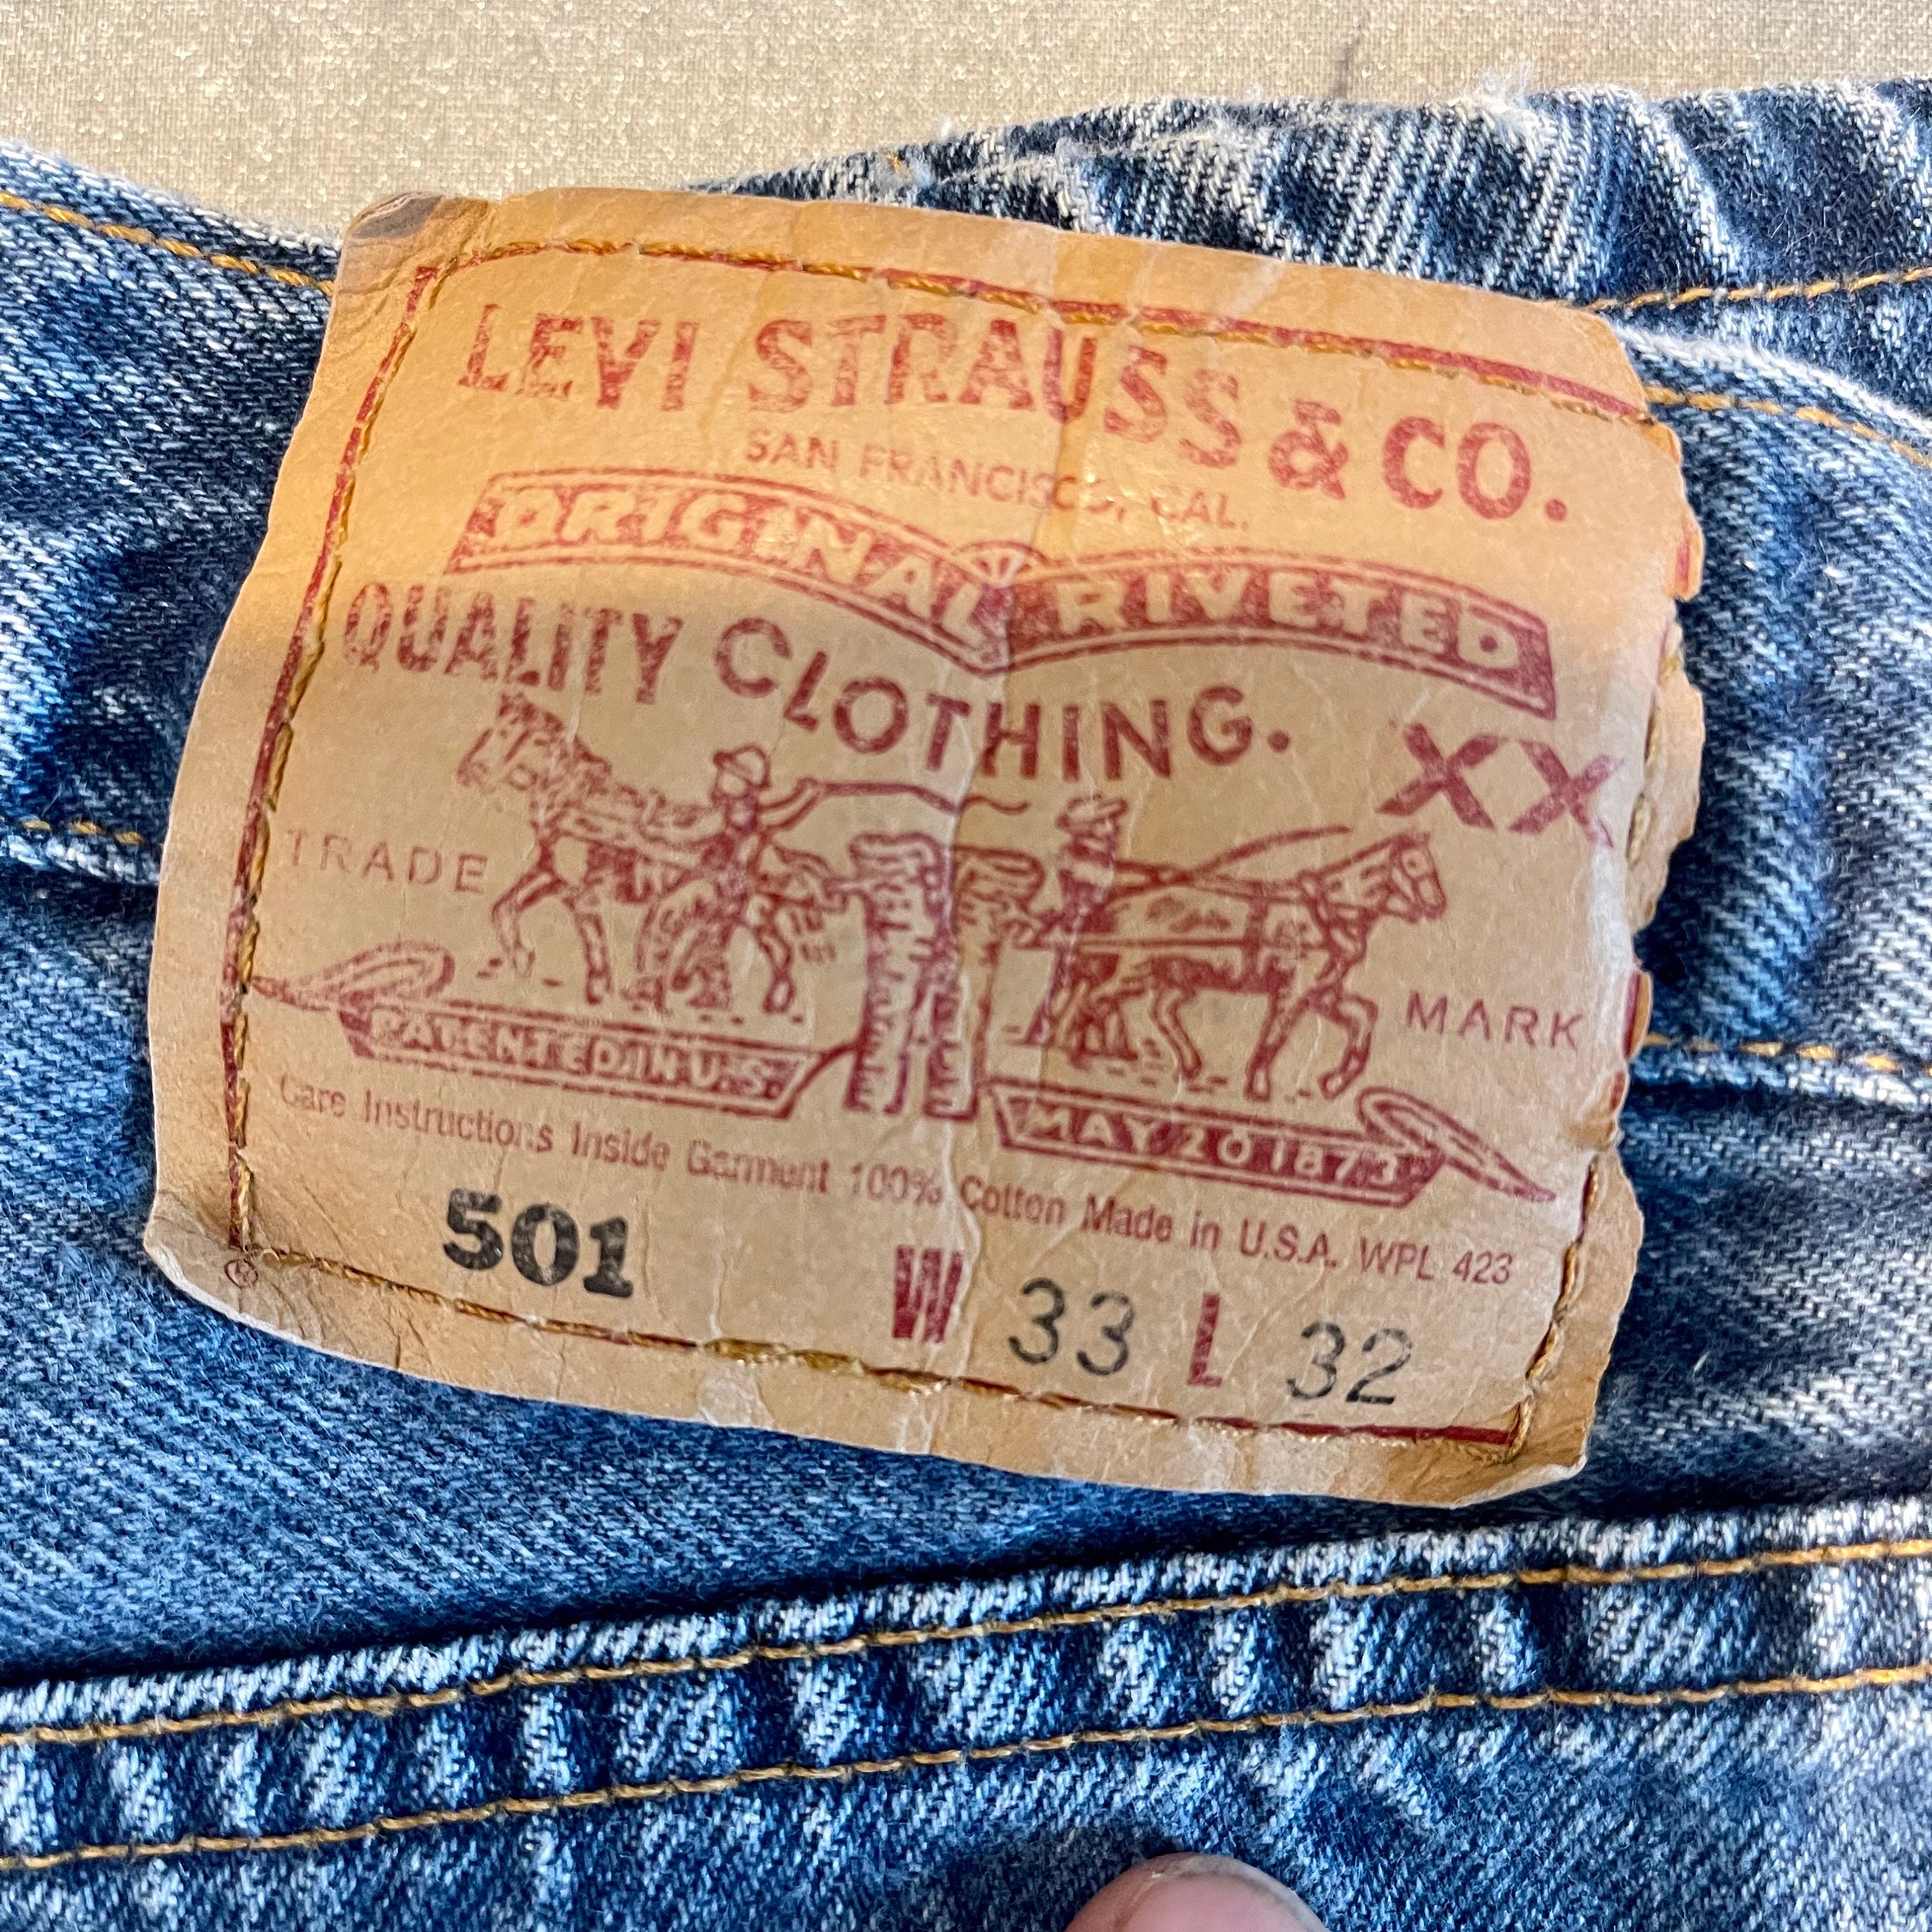 LEVI STRAUSS & CO.
SAN FRANCISCO, CAL.
ORIGINAL RIVETED
QUALITY CLOTHING.
XX
TRADE MARK
PATENTED IN U.S. MAY 20 1873
Care Instructions Inside Garment 100% Cotton Made in U.S.A. WPL 423
501 W 33 L 32
®